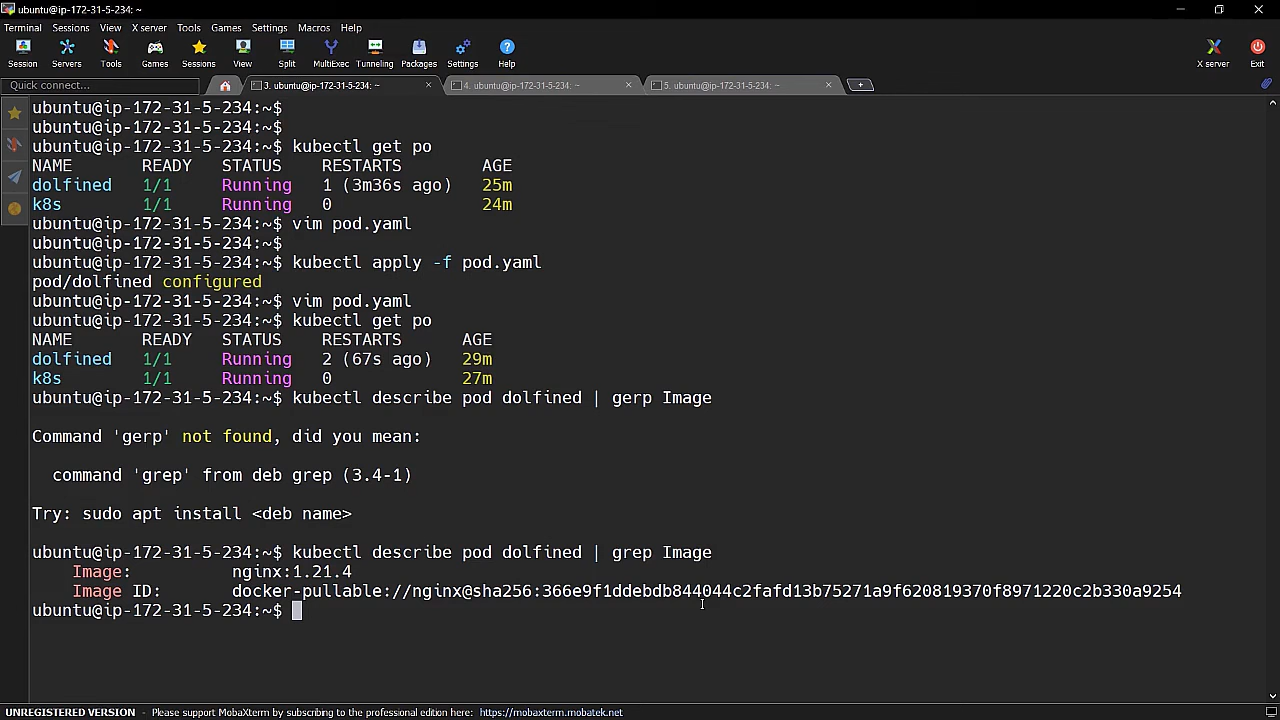 ubuntu@ip-172-31-5-234: ~
Terminal Sessions View X server Tools Games Settings Macros Help
Session Servers Tools Games Sessions View Split MultiExec Tunneling Packages Settings Help X server Exit
Quick connect... 3. ubuntu@ip-172-31-5-234: ~ 4. ubuntu@ip-172-31-5-234: ~ 5. ubuntu@ip-172-31-5-234: ~
ubuntu@ip-172-31-5-234:~$
ubuntu@ip-172-31-5-234:~$
ubuntu@ip-172-31-5-234:~$ kubectl get po
NAME READY STATUS RESTARTS AGE
dolfined 1/1 Running 1 (3m36s ago) 25m
k8s 1/1 Running 0 24m
ubuntu@ip-172-31-5-234:~$ vim pod.yaml
ubuntu@ip-172-31-5-234:~$
ubuntu@ip-172-31-5-234:~$ kubectl apply -f pod.yaml
pod/dolfined configured
ubuntu@ip-172-31-5-234:~$ vim pod.yaml
ubuntu@ip-172-31-5-234:~$ kubectl get po
NAME READY STATUS RESTARTS AGE
dolfined 1/1 Running 2 (67s ago) 29m
k8s 1/1 Running 0 27m
ubuntu@ip-172-31-5-234:~$ kubectl describe pod dolfined | gerp Image
Command 'gerp' not found, did you mean:
command 'grep' from deb grep (3.4-1)
Try: sudo apt install <deb name>
ubuntu@ip-172-31-5-234:~$ kubectl describe pod dolfined | grep Image
Image: nginx:1.21.4
Image ID: docker-pullable://nginx@sha256:366e9f1ddebdb844044c2fafd13b75271a9f620819370f8971220c2b330a9254
ubuntu@ip-172-31-5-234:~$
UNREGISTERED VERSION - Please support MobaXterm by subscribing to the professional edition here: https://mobaxterm.mobatek.net